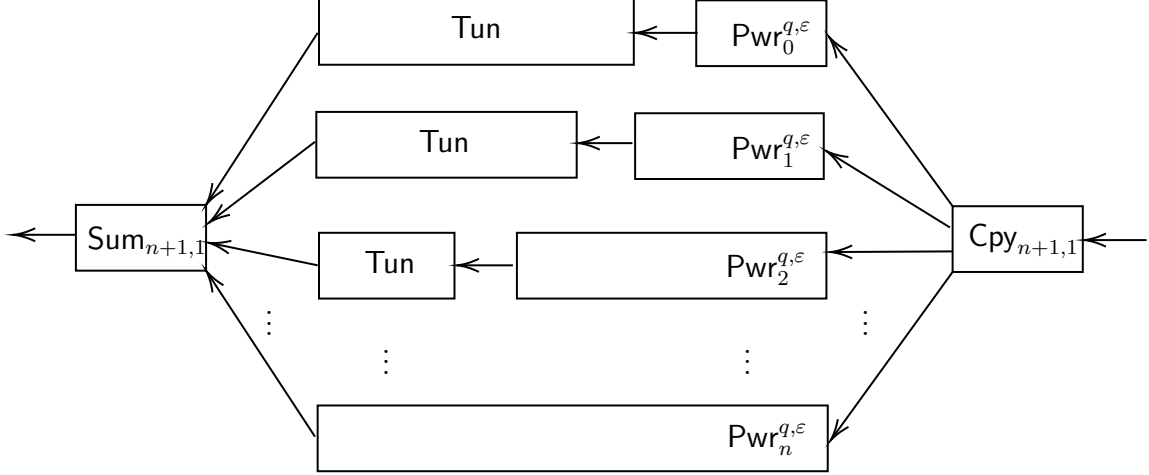 Tun Pwr_0^{q,ε}
Tun Pwr_1^{q,ε}
Sum_{n+1,1} Cpy_{n+1,1}
Tun Pwr_2^{q,ε}
⋮ ⋮
⋮ ⋮
Pwr_n^{q,ε}